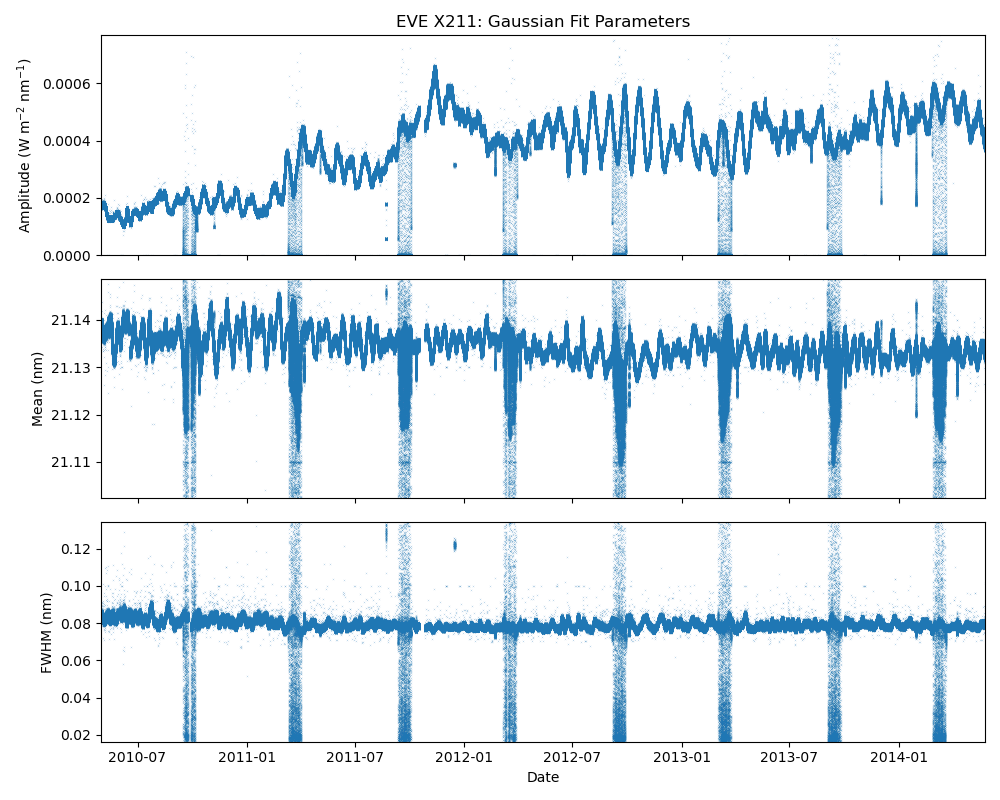 EVE X211: Gaussian Fit Parameters
Amplitude (W m⁻² nm⁻¹)
0.0006
0.0004
0.0002
0.0000
Mean (nm)
21.14
21.13
21.12
21.11
FWHM (nm)
0.12
0.10
0.08
0.06
0.04
0.02
2010-07 2011-01 2011-07 2012-01 2012-07 2013-01 2013-07 2014-01
Date